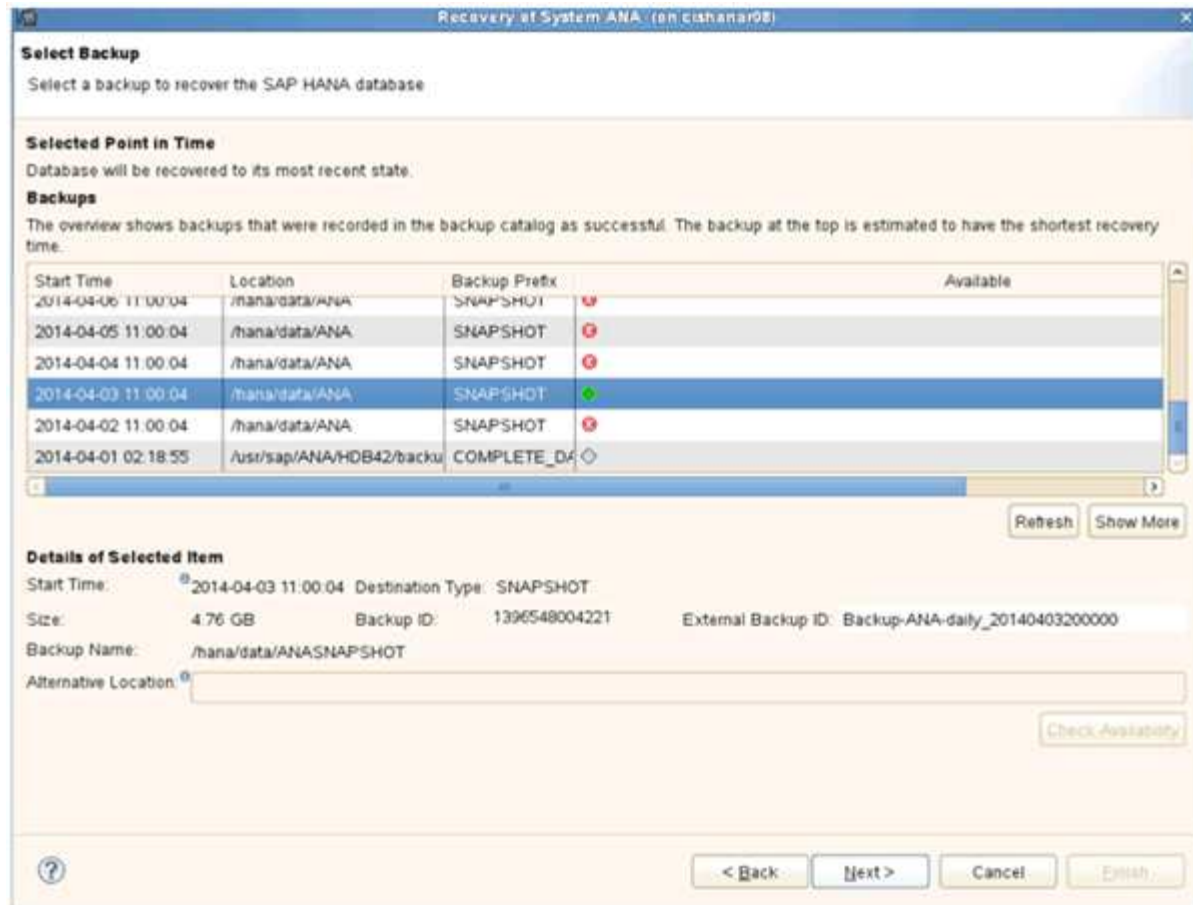 Recovery of System ANA (on cishanar08)
Select Backup
Select a backup to recover the SAP HANA database
Selected Point in Time
Database will be recovered to its most recent state.
Backups
The overview shows backups that were recorded in the backup catalog as successful. The backup at the top is estimated to have the shortest recovery
time.
Start Time Location Backup Prefix Available
2014-04-06 11:00:04 /hana/data/ANA SNAPSHOT
2014-04-05 11:00:04 /hana/data/ANA SNAPSHOT
2014-04-04 11:00:04 /hana/data/ANA SNAPSHOT
2014-04-03 11:00:04 /hana/data/ANA SNAPSHOT
2014-04-02 11:00:04 /hana/data/ANA SNAPSHOT
2014-04-01 02:18:55 /usr/sap/ANA/HDB42/backu COMPLETE_DA
Refresh Show More
Details of Selected Item
Start Time: 2014-04-03 11:00:04 Destination Type: SNAPSHOT
Size: 4.76 GB Backup ID: 1396548004221 External Backup ID: Backup-ANA-daily_20140403200000
Backup Name: /hana/data/ANASNAPSHOT
Alternative Location:
Check Availability
? < Back Next > Cancel Finish